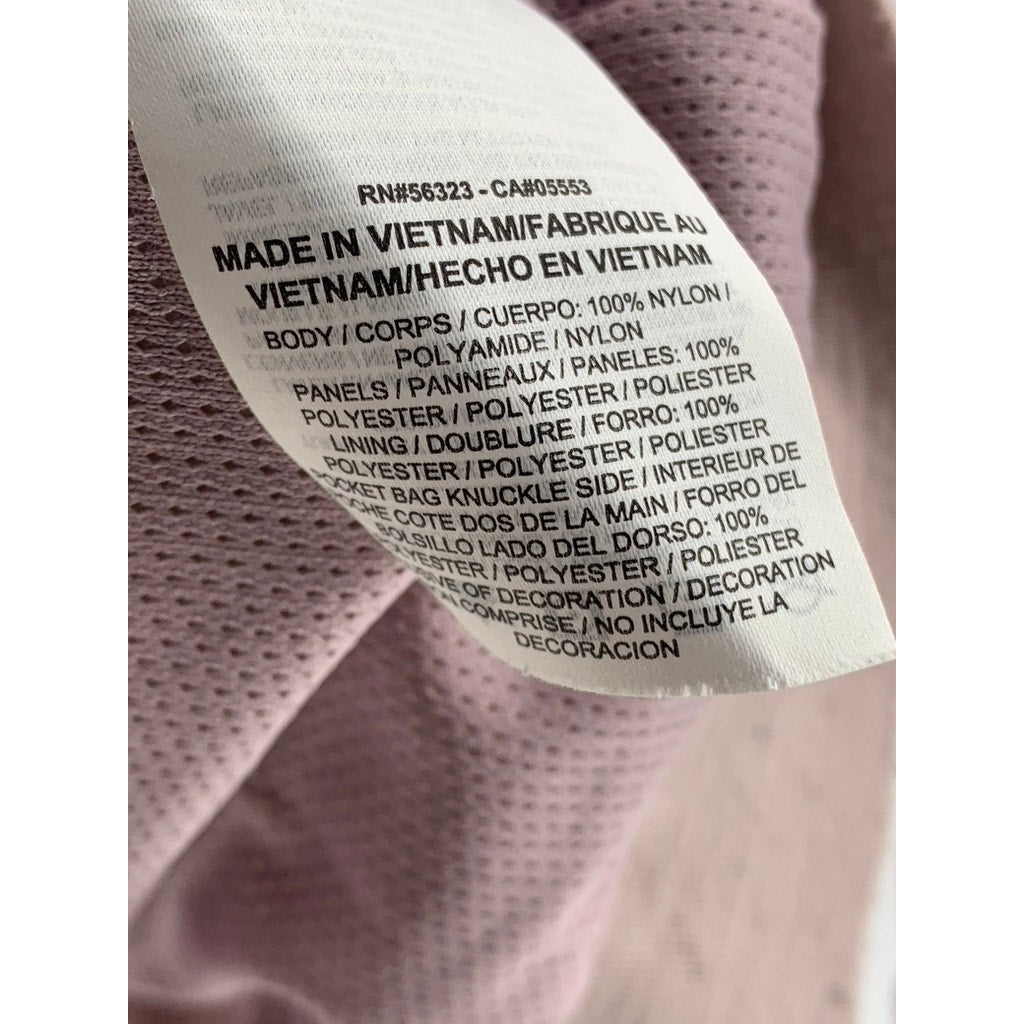 RN#56323 - CA#05553
MADE IN VIETNAM/FABRIQUE AU
VIETNAM/HECHO EN VIETNAM
BODY / CORPS / CUERPO: 100% NYLON /
POLYAMIDE / NYLON
PANELS / PANNEAUX / PANELES: 100%
POLYESTER / POLYESTER / POLIESTER
LINING / DOUBLURE / FORRO: 100%
POLYESTER / POLYESTER / POLIESTER
BAG KNUCKLE SIDE / INTERIEUR DE
COTE DOS DE LA MAIN / FORRO DEL
BOLSILLO LADO DEL DORSO: 100%
/ POLYESTER / POLIESTER
OF DECORATION / DECORATION
COMPRISE / NO INCLUYE LA
DECORACION